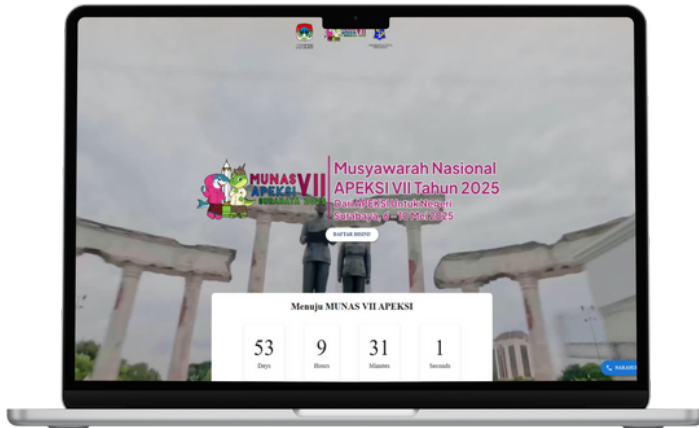 MUNAS VII
APEKSI
SURABAYA 2025
Musyawarah Nasional
APEKSI VII Tahun 2025
Dari APEKSI Untuk Negeri
Surabaya, 6 - 10 Mei 2025
DAFTAR DISINI!
Menuju MUNAS VII APEKSI
53 9 31 1
Days Hours Minutes Seconds